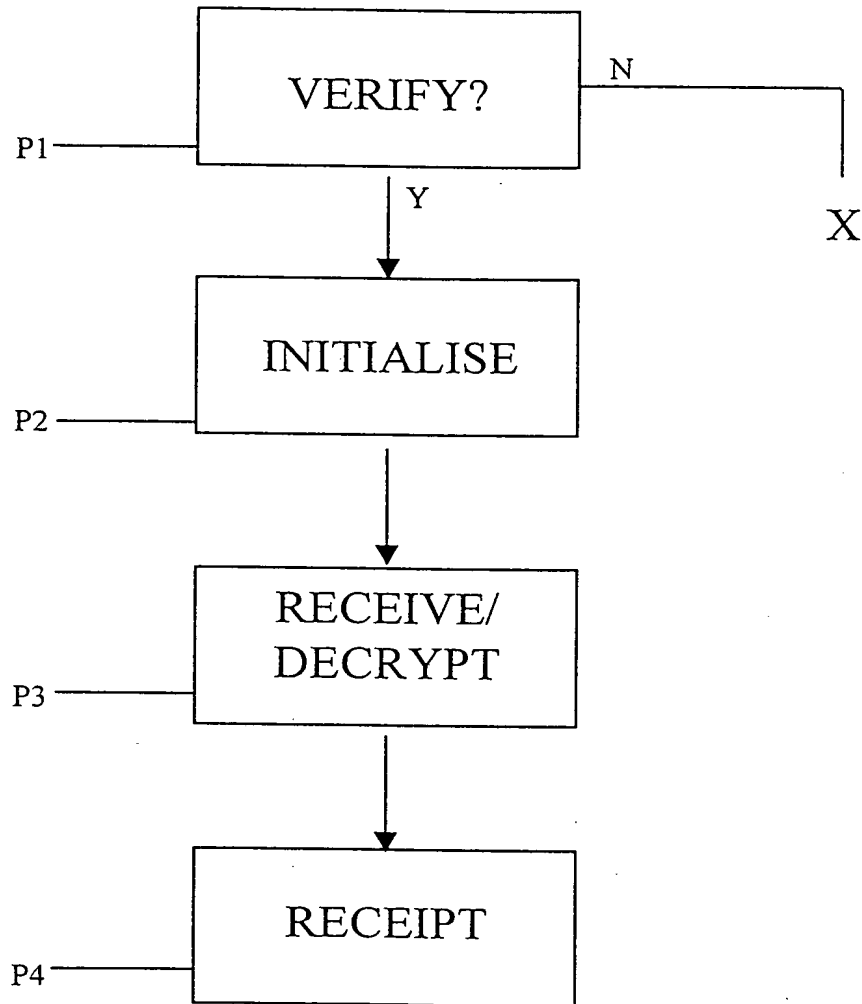 VERIFY?
N
P1
Y
X
INITIALISE
P2
RECEIVE/
DECRYPT
P3
RECEIPT
P4